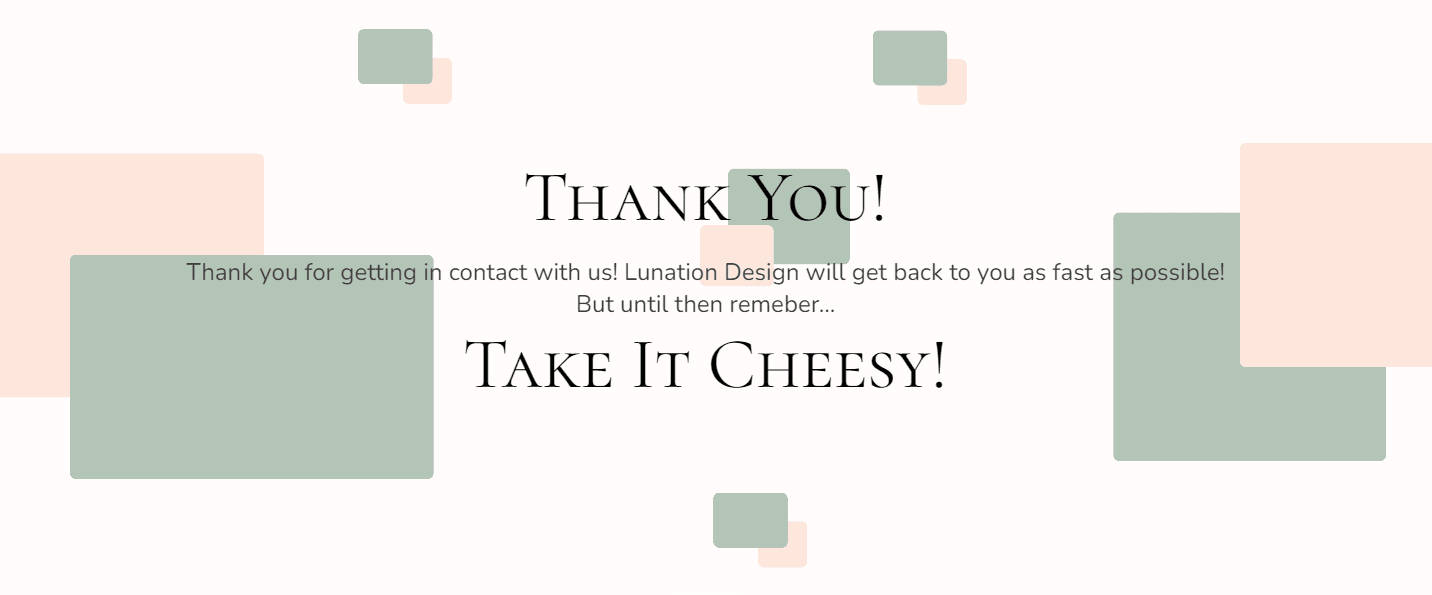 Thank You!
Thank you for getting in contact with us! Lunation Design will get back to you as fast as possible!
But until then remeber...
Take It Cheesy!